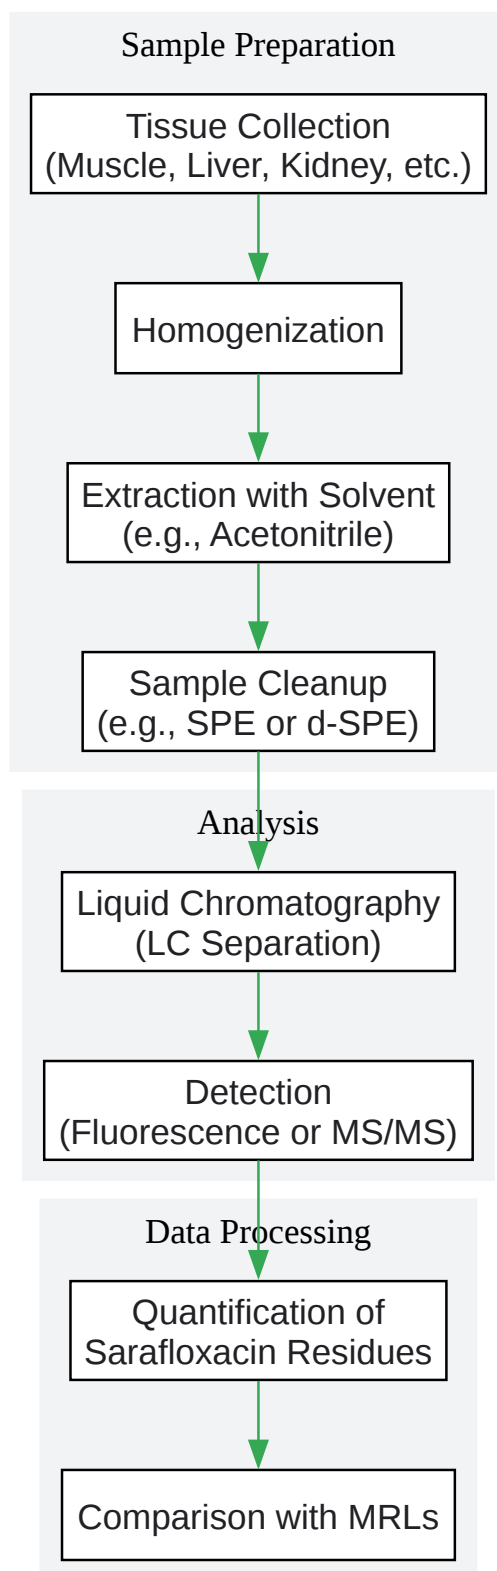 Sample Preparation
Tissue Collection
(Muscle, Liver, Kidney, etc.)
Homogenization
Extraction with Solvent
(e.g., Acetonitrile)
Sample Cleanup
(e.g., SPE or d-SPE)
Analysis
Liquid Chromatography
(LC Separation)
Detection
(Fluorescence or MS/MS)
Data Processing
Quantification of
Sarafloxacin Residues
Comparison with MRLs